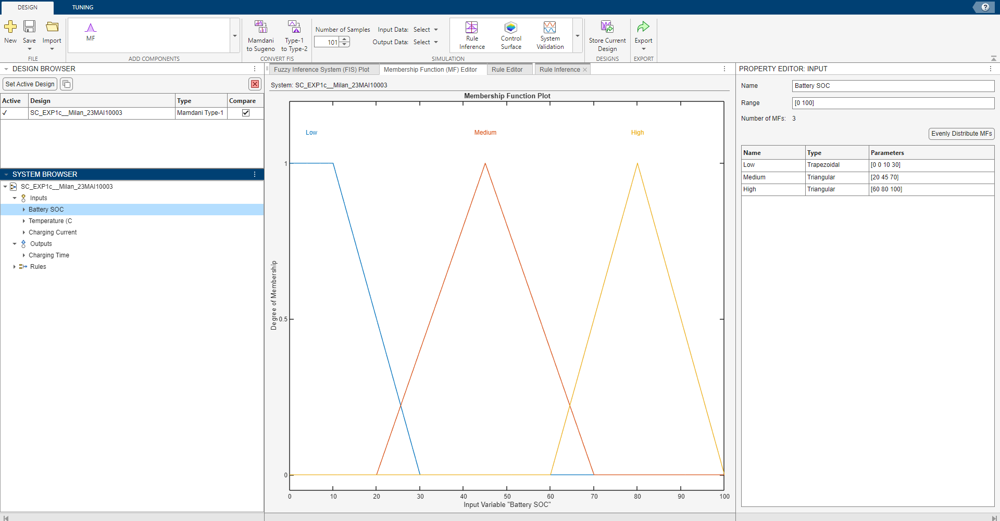 DESIGN TUNING
?
New Save Import
FILE
MF
ADD COMPONENTS
Mamdani to Sugeno
Type-1 to Type-2
CONVERT FIS
Number of Samples
101
Input Data: Select
Output Data: Select
Rule Inference
Control Surface
System Validation
SIMULATION
Store Current Design
DESIGNS
Export
EXPORT
DESIGN BROWSER
Set Active Design
Active Design Type Compare
✓ SC_EXP1c__Milan_23MAI10003 Mamdani Type-1
SYSTEM BROWSER
SC_EXP1c__Milan_23MAI10003
Inputs
Battery SOC
Temperature (C
Charging Current
Outputs
Charging Time
Rules
Fuzzy Inference System (FIS) Plot Membership Function (MF) Editor Rule Editor Rule Inference
System: SC_EXP1c__Milan_23MAI10003
Membership Function Plot
Low Medium High
1
0.5
0
Degree of Membership
0 10 20 30 40 50 60 70 80 90 100
Input Variable "Battery SOC"
PROPERTY EDITOR: INPUT
Name Battery SOC
Range [0 100]
Number of MFs: 3
Evenly Distribute MFs
Name Type Parameters
Low Trapezoidal [0 0 10 30]
Medium Triangular [20 45 70]
High Triangular [60 80 100]